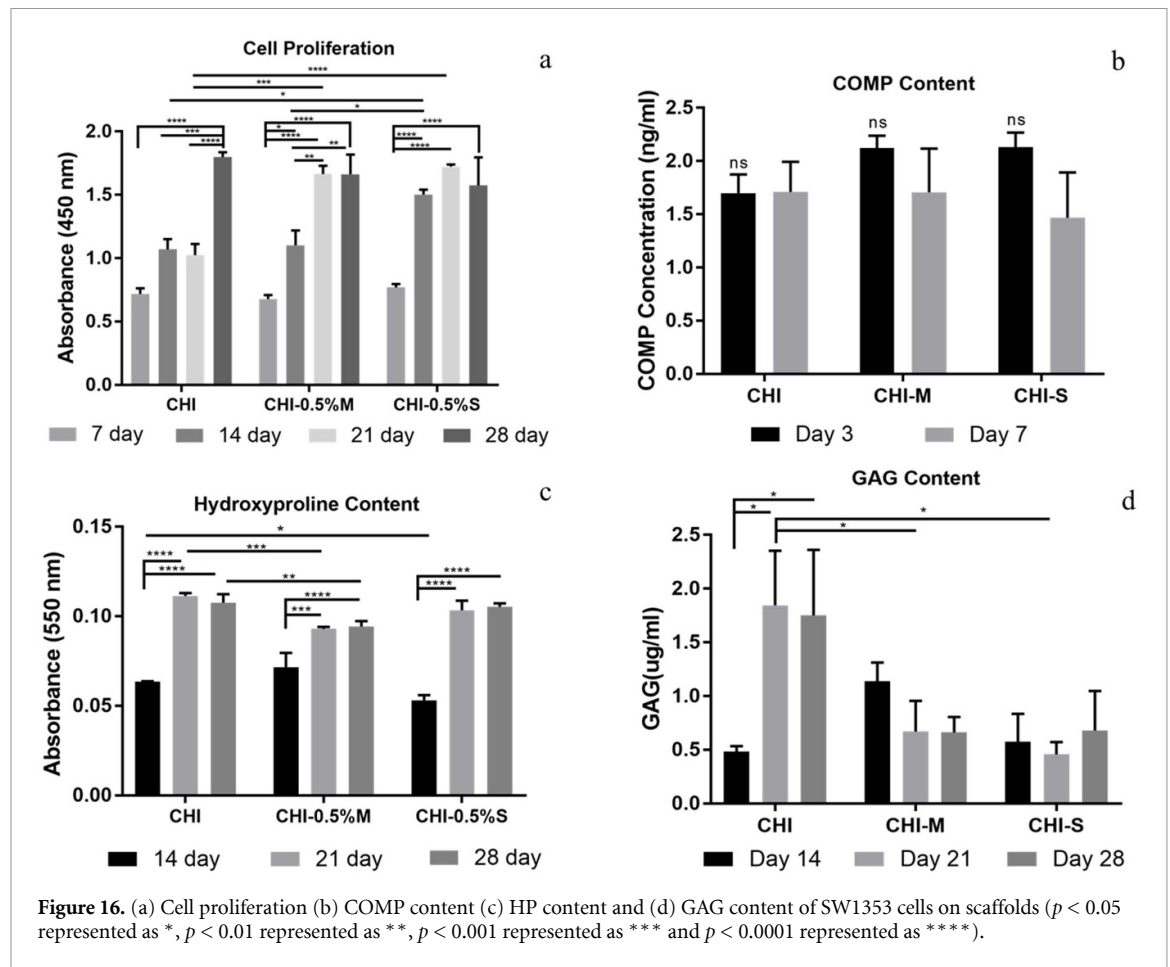 Cell Proliferation
a
****
***
*
*
****
***
****
****
*
****
**
**
****
****
****
2.0
1.5
1.0
0.5
0.0
Absorbance (450 nm)
CHI CHI-0.5%M CHI-0.5%S
7 day 14 day 21 day 28 day
b
COMP Content
ns ns ns
2.5
2.0
1.5
1.0
0.5
0.0
COMP Concentration (ng/ml)
CHI CHI-M CHI-S
Day 3 Day 7
Hydroxyproline Content
c
*
****
***
****
**
****
***
****
****
0.15
0.10
0.05
0.00
Absorbance (550 nm)
CHI CHI-0.5%M CHI-0.5%S
14 day 21 day 28 day
GAG Content
d
*
*
*
*
2.5
2.0
1.5
1.0
0.5
0.0
GAG(ug/ml)
CHI CHI-M CHI-S
Day 14 Day 21 Day 28
Figure 16. (a) Cell proliferation (b) COMP content (c) HP content and (d) GAG content of SW1353 cells on scaffolds (p < 0.05
represented as *, p < 0.01 represented as **, p < 0.001 represented as *** and p < 0.0001 represented as ****).